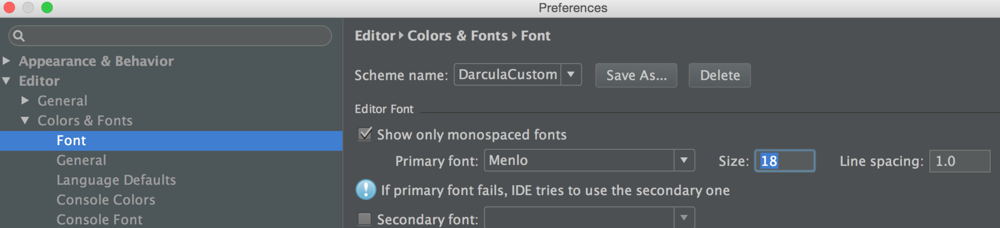 Preferences
Appearance & Behavior
Editor
General
Colors & Fonts
Font
General
Language Defaults
Console Colors
Console Font
Editor Colors & Fonts Font
Scheme name: DarculaCustom Save As... Delete
Editor Font
Show only monospaced fonts
Primary font: Menlo Size: 18 Line spacing: 1.0
If primary font fails, IDE tries to use the secondary one
Secondary font: